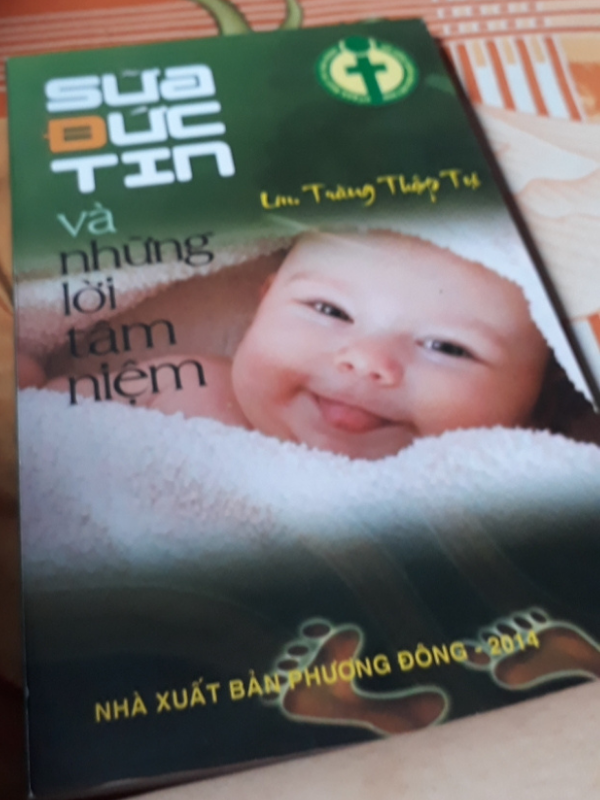 SỮA
ĐỨC
TIN
và
những
lời
tâm
niệm
Lm. Trăng Thập Tự
NHÀ XUẤT BẢN PHƯƠNG ĐÔNG - 2014